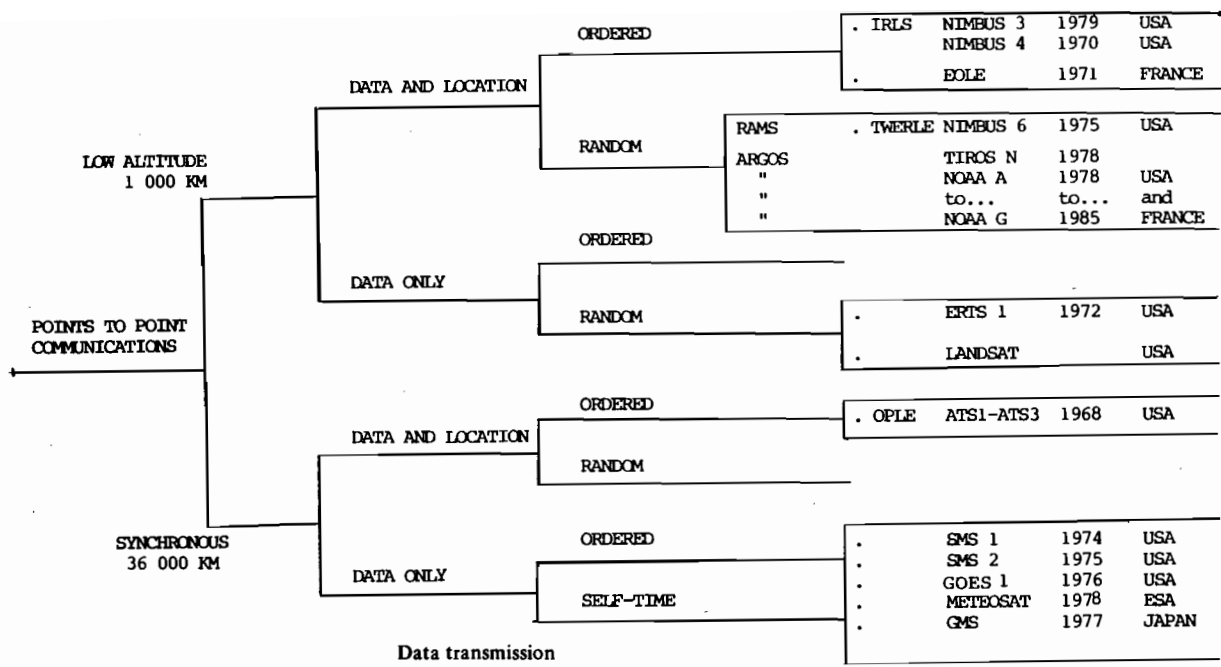 ORDERED
. IRLS NIMBUS 3 1979 USA
NIMBUS 4 1970 USA
. EOLE 1971 FRANCE
DATA AND LOCATION
RANDOM
RAMS . TWERLE NIMBUS 6 1975 USA
ARGOS TIROS N 1978
" NOAA A 1978 USA
" to... to... and
" NOAA G 1985 FRANCE
LOW ALTITUDE
1 000 KM
ORDERED
DATA ONLY
RANDOM
. ERTS 1 1972 USA
. LANDSAT USA
POINTS TO POINT
COMMUNICATIONS
ORDERED
. OPLE ATS1-ATS3 1968 USA
DATA AND LOCATION
RANDOM
SYNCHRONOUS
36 000 KM
ORDERED
. SMS 1 1974 USA
. SMS 2 1975 USA
. GOES 1 1976 USA
. METEOSAT 1978 ESA
. GMS 1977 JAPAN
DATA ONLY
SELF-TIME
Data transmission